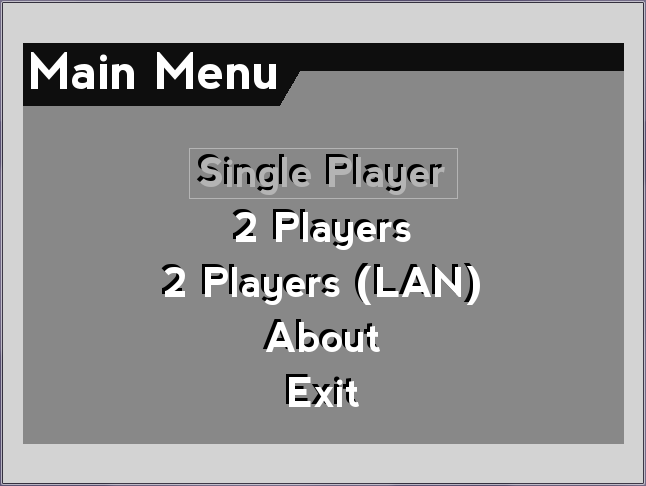 Main Menu
Single Player
2 Players
2 Players (LAN)
About
Exit